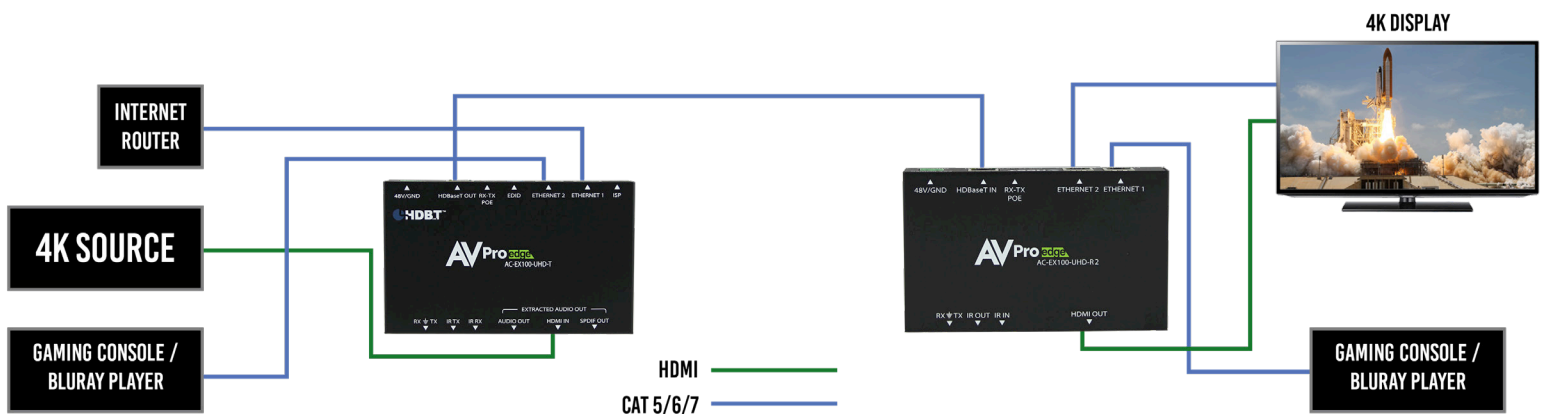 4K DISPLAY
INTERNET
ROUTER
4K SOURCE
GAMING CONSOLE /
BLURAY PLAYER
48V/GND
HDBaseT OUT
RX-TX
POE
EDID
ETHERNET 2
ETHERNET 1
ISP
HDBT™
AVPro edge
AC-EX100-UHD-T
EXTRACTED AUDIO OUT
RX TX
IR TX
IR RX
AUDIO OUT
HDMI IN
SPDIF OUT
48V/GND
HDBaseT IN
RX-TX
POE
ETHERNET 2
ETHERNET 1
AVPro edge
AC-EX100-UHD-R2
RX TX
IR OUT
IR IN
HDMI OUT
HDMI
CAT 5/6/7
GAMING CONSOLE /
BLURAY PLAYER